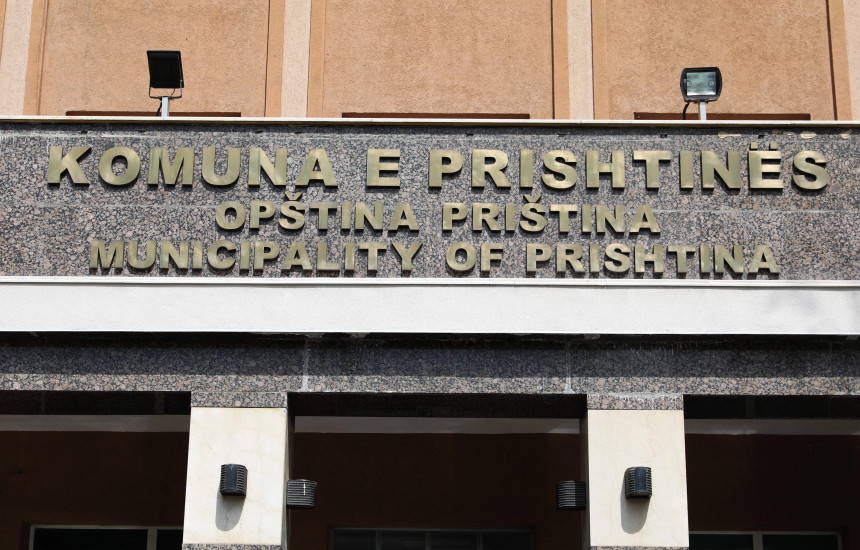 KOMUNA E PRISHTINËS
OPŠTINA PRIŠTINA
MUNICIPALITY OF PRISHTINA